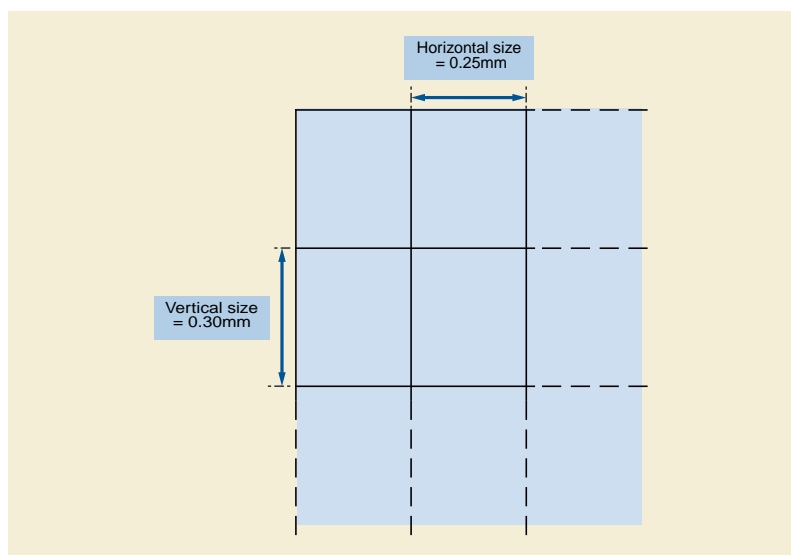 Horizontal size
= 0.25mm
Vertical size
= 0.30mm